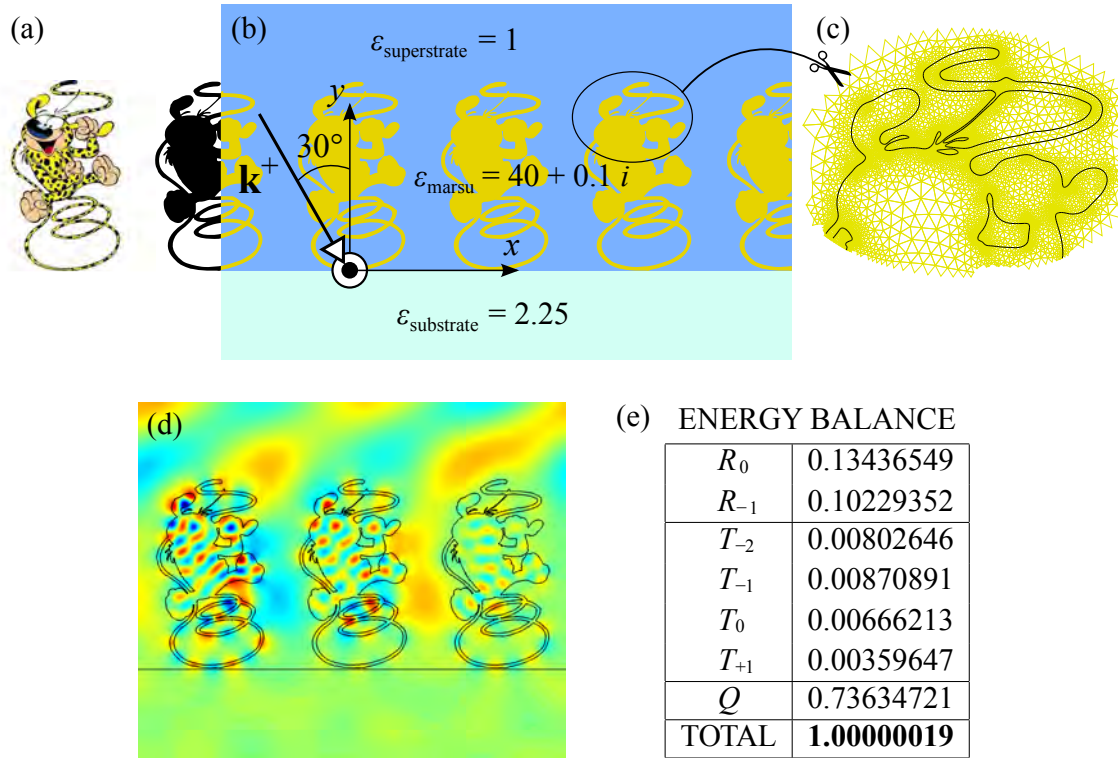 (a)
(b)
ε_superstrate = 1
(c)
y
30°
k⁺
ε_marsu = 40 + 0.1 i
x
ε_substrate = 2.25
(d)
(e) ENERGY BALANCE
R₀ 0.13436549
R₋₁ 0.10229352
T₋₂ 0.00802646
T₋₁ 0.00870891
T₀ 0.00666213
T₊₁ 0.00359647
Q 0.73634721
TOTAL 1.00000019